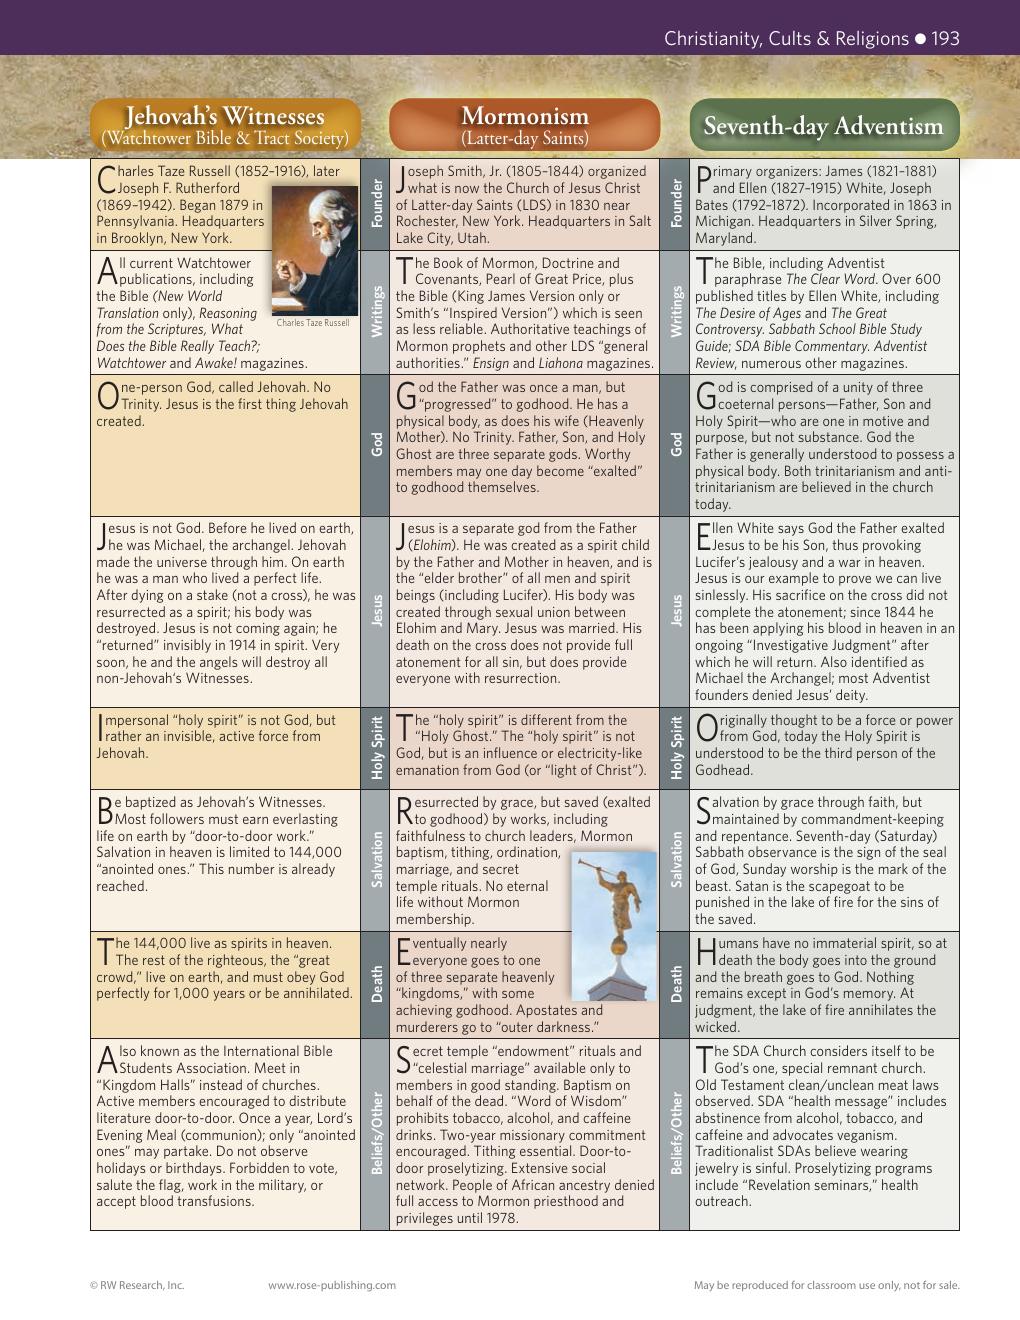 Christianity, Cults & Religions ● 193
Jehovah's Witnesses
(Watchtower Bible & Tract Society)
Mormonism
(Latter-day Saints)
Seventh-day Adventism
Charles Taze Russell (1852–1916), later
Joseph F. Rutherford
(1869–1942). Began 1879 in
Pennsylvania. Headquarters
in Brooklyn, New York.
Founder
Joseph Smith, Jr. (1805–1844) organized
what is now the Church of Jesus Christ
of Latter-day Saints (LDS) in 1830 near
Rochester, New York. Headquarters in Salt
Lake City, Utah.
Founder
Primary organizers: James (1821–1881)
and Ellen (1827–1915) White, Joseph
Bates (1792–1872). Incorporated in 1863 in
Michigan. Headquarters in Silver Spring,
Maryland.
All current Watchtower
publications, including
the Bible (New World
Translation only), Reasoning
from the Scriptures, What
Does the Bible Really Teach?;
Watchtower and Awake! magazines.
Charles Taze Russell
Writings
The Book of Mormon, Doctrine and
Covenants, Pearl of Great Price, plus
the Bible (King James Version only or
Smith's “Inspired Version”) which is seen
as less reliable. Authoritative teachings of
Mormon prophets and other LDS “general
authorities.” Ensign and Liahona magazines.
Writings
The Bible, including Adventist
paraphrase The Clear Word. Over 600
published titles by Ellen White, including
The Desire of Ages and The Great
Controversy. Sabbath School Bible Study
Guide; SDA Bible Commentary. Adventist
Review, numerous other magazines.
One-person God, called Jehovah. No
Trinity. Jesus is the first thing Jehovah
created.
God
God the Father was once a man, but
“progressed” to godhood. He has a
physical body, as does his wife (Heavenly
Mother). No Trinity. Father, Son, and Holy
Ghost are three separate gods. Worthy
members may one day become “exalted”
to godhood themselves.
God
God is comprised of a unity of three
coeternal persons—Father, Son and
Holy Spirit—who are one in motive and
purpose, but not substance. God the
Father is generally understood to possess a
physical body. Both trinitarianism and anti-
trinitarianism are believed in the church
today.
Jesus is not God. Before he lived on earth,
he was Michael, the archangel. Jehovah
made the universe through him. On earth
he was a man who lived a perfect life.
After dying on a stake (not a cross), he was
resurrected as a spirit; his body was
destroyed. Jesus is not coming again; he
“returned” invisibly in 1914 in spirit. Very
soon, he and the angels will destroy all
non-Jehovah's Witnesses.
Jesus
Jesus is a separate god from the Father
(Elohim). He was created as a spirit child
by the Father and Mother in heaven, and is
the “elder brother” of all men and spirit
beings (including Lucifer). His body was
created through sexual union between
Elohim and Mary. Jesus was married. His
death on the cross does not provide full
atonement for all sin, but does provide
everyone with resurrection.
Jesus
Ellen White says God the Father exalted
Jesus to be his Son, thus provoking
Lucifer's jealousy and a war in heaven.
Jesus is our example to prove we can live
sinlessly. His sacrifice on the cross did not
complete the atonement; since 1844 he
has been applying his blood in heaven in an
ongoing “Investigative Judgment” after
which he will return. Also identified as
Michael the Archangel; most Adventist
founders denied Jesus' deity.
Impersonal “holy spirit” is not God, but
rather an invisible, active force from
Jehovah.
Holy Spirit
The “holy spirit” is different from the
“Holy Ghost.” The “holy spirit” is not
God, but is an influence or electricity-like
emanation from God (or “light of Christ”).
Holy Spirit
Originally thought to be a force or power
from God, today the Holy Spirit is
understood to be the third person of the
Godhead.
Be baptized as Jehovah's Witnesses.
Most followers must earn everlasting
life on earth by “door-to-door work.”
Salvation in heaven is limited to 144,000
“anointed ones.” This number is already
reached.
Salvation
Resurrected by grace, but saved (exalted
to godhood) by works, including
faithfulness to church leaders, Mormon
baptism, tithing, ordination,
marriage, and secret
temple rituals. No eternal
life without Mormon
membership.
Salvation
Salvation by grace through faith, but
maintained by commandment-keeping
and repentance. Seventh-day (Saturday)
Sabbath observance is the sign of the seal
of God, Sunday worship is the mark of the
beast. Satan is the scapegoat to be
punished in the lake of fire for the sins of
the saved.
The 144,000 live as spirits in heaven.
The rest of the righteous, the “great
crowd,” live on earth, and must obey God
perfectly for 1,000 years or be annihilated.
Death
Eventually nearly
everyone goes to one
of three separate heavenly
“kingdoms,” with some
achieving godhood. Apostates and
murderers go to “outer darkness.”
Death
Humans have no immaterial spirit, so at
death the body goes into the ground
and the breath goes to God. Nothing
remains except in God's memory. At
judgment, the lake of fire annihilates the
wicked.
Also known as the International Bible
Students Association. Meet in
“Kingdom Halls” instead of churches.
Active members encouraged to distribute
literature door-to-door. Once a year, Lord's
Evening Meal (communion); only “anointed
ones” may partake. Do not observe
holidays or birthdays. Forbidden to vote,
salute the flag, work in the military, or
accept blood transfusions.
Beliefs/Other
Secret temple “endowment” rituals and
“celestial marriage” available only to
members in good standing. Baptism on
behalf of the dead. “Word of Wisdom”
prohibits tobacco, alcohol, and caffeine
drinks. Two-year missionary commitment
encouraged. Tithing essential. Door-to-
door proselytizing. Extensive social
network. People of African ancestry denied
full access to Mormon priesthood and
privileges until 1978.
Beliefs/Other
The SDA Church considers itself to be
God's one, special remnant church.
Old Testament clean/unclean meat laws
observed. SDA “health message” includes
abstinence from alcohol, tobacco, and
caffeine and advocates veganism.
Traditionalist SDAs believe wearing
jewelry is sinful. Proselytizing programs
include “Revelation seminars,” health
outreach.
© RW Research, Inc.
www.rose-publishing.com
May be reproduced for classroom use only, not for sale.